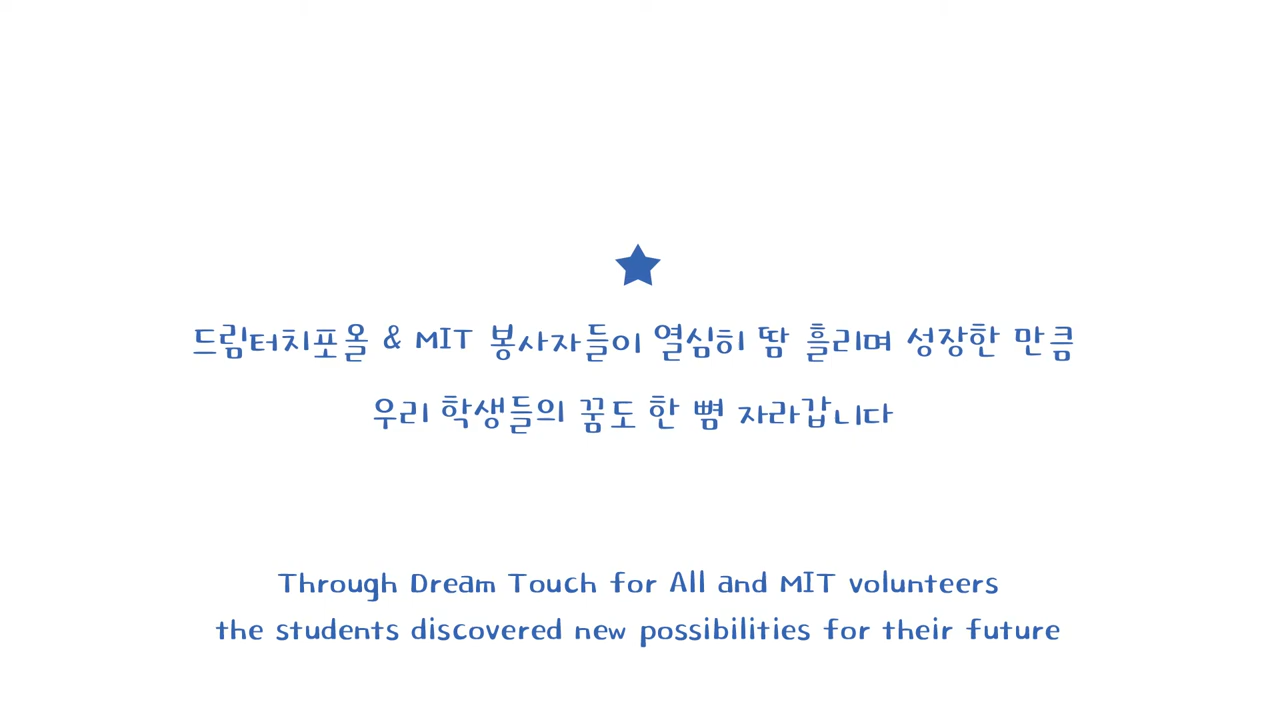 드림터치포올 & MIT 봉사자들이 열심히 땀 흘리며 성장한 만큼
우리 학생들의 꿈도 한 뼘 자라갑니다
Through Dream Touch for All and MIT volunteers
the students discovered new possibilities for their future